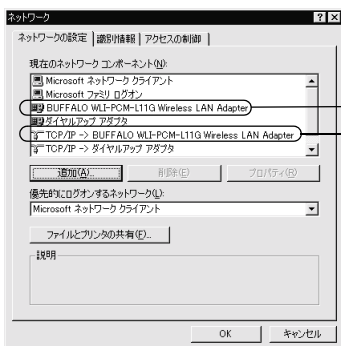 ネットワーク
ネットワークの設定 識別情報 アクセスの制御
現在のネットワーク コンポーネント(N):
Microsoft ネットワーク クライアント
Microsoft ファミリ ログオン
BUFFALO WLI-PCM-L11G Wireless LAN Adapter
ダイヤルアップ アダプタ
TCP/IP -> BUFFALO WLI-PCM-L11G Wireless LAN Adapter
TCP/IP -> ダイヤルアップ アダプタ
追加(A)... 削除(E) プロパティ(R)
優先的にログオンするネットワーク(L):
Microsoft ネットワーク クライアント
ファイルとプリンタの共有(F)...
説明
OK キャンセル